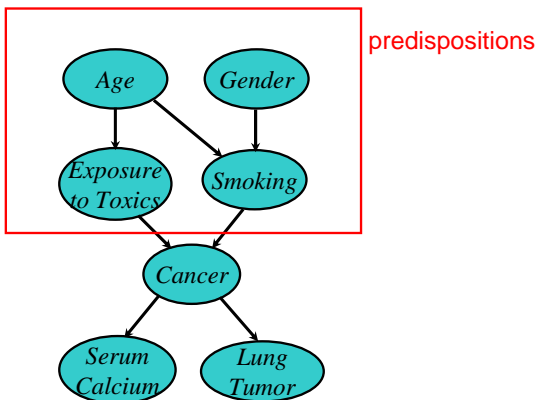 predispositions
Age
Gender
Exposure
to Toxics
Smoking
Cancer
Serum
Calcium
Lung
Tumor